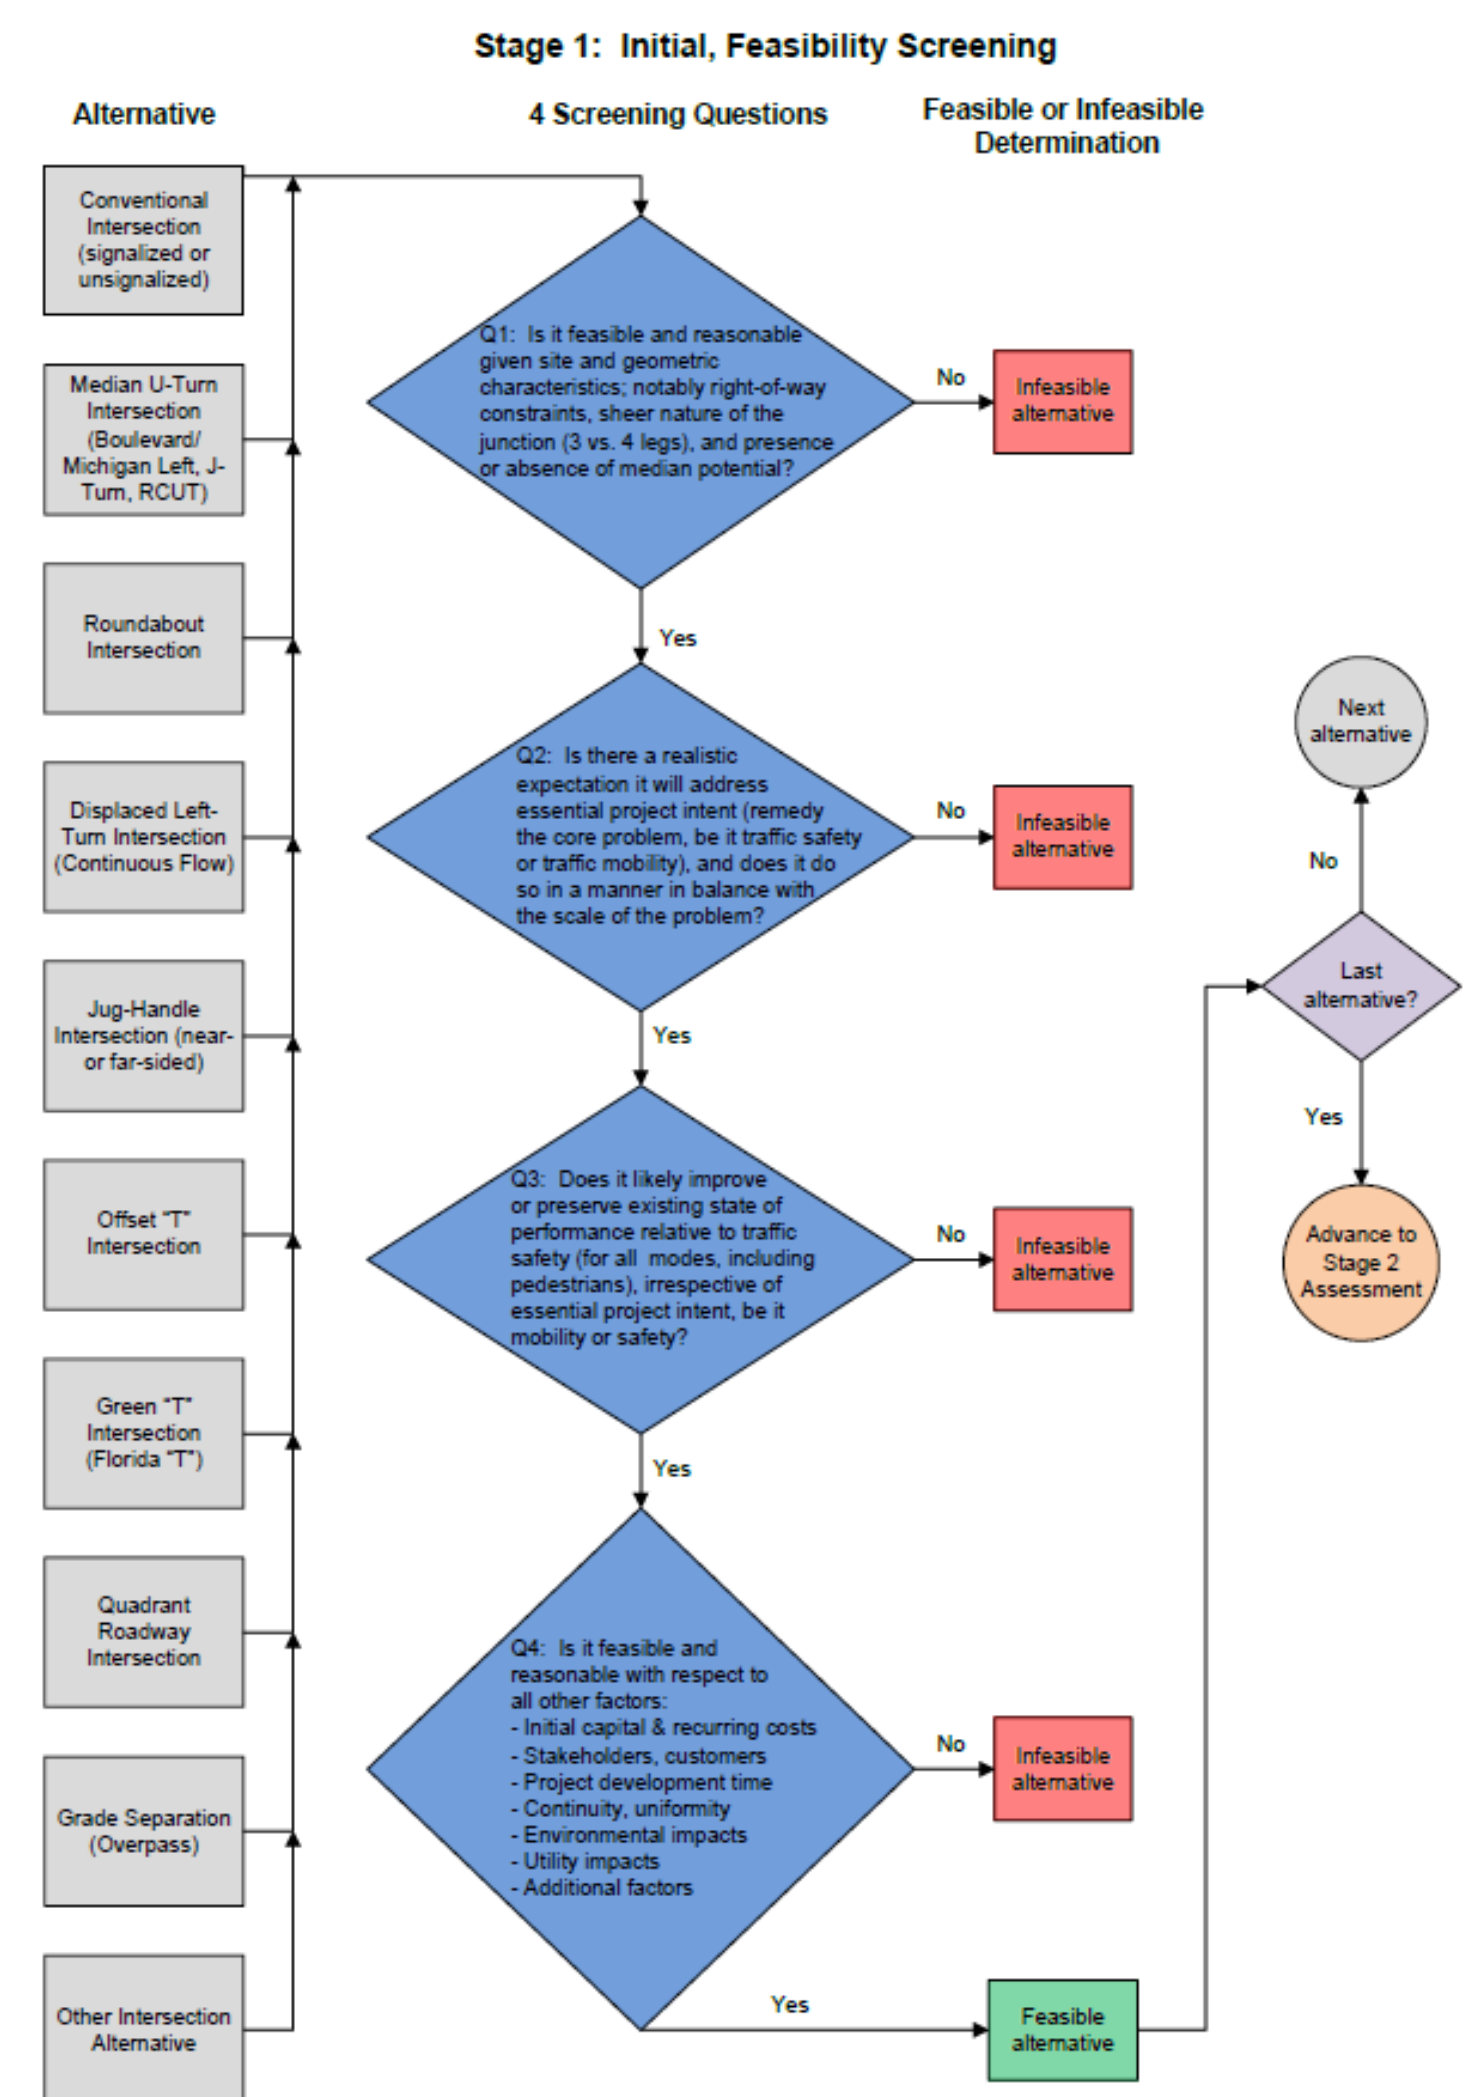 Stage 1:  Initial, Feasibility Screening
Alternative
4 Screening Questions
Feasible or Infeasible
Determination
Conventional
Intersection
(signalized or
unsignalized)
Median U-Turn
Intersection
(Boulevard/
Michigan Left, J-
Turn, RCUT)
Roundabout
Intersection
Displaced Left-
Turn Intersection
(Continuous Flow)
Jug-Handle
Intersection (near-
or far-sided)
Offset "T"
Intersection
Green "T"
Intersection
(Florida "T")
Quadrant
Roadway
Intersection
Grade Separation
(Overpass)
Other Intersection
Alternative
Q1:  Is it feasible and reasonable
given site and geometric
characteristics; notably right-of-way
constraints, sheer nature of the
junction (3 vs. 4 legs), and presence
or absence of median potential?
No
Infeasible
alternative
Yes
Q2:  Is there a realistic
expectation it will address
essential project intent (remedy
the core problem, be it traffic safety
or traffic mobility), and does it do
so in a manner in balance with
the scale of the problem?
No
Infeasible
alternative
Yes
Q3:  Does it likely improve
or preserve existing state of
performance relative to traffic
safety (for all  modes, including
pedestrians), irrespective of
essential project intent, be it
mobility or safety?
No
Infeasible
alternative
Yes
Q4:  Is it feasible and
reasonable with respect to
all other factors:
- Initial capital & recurring costs
- Stakeholders, customers
- Project development time
- Continuity, uniformity
- Environmental impacts
- Utility impacts
- Additional factors
No
Infeasible
alternative
Yes
Feasible
alternative
Next
alternative
No
Last
alternative?
Yes
Advance to
Stage 2
Assessment